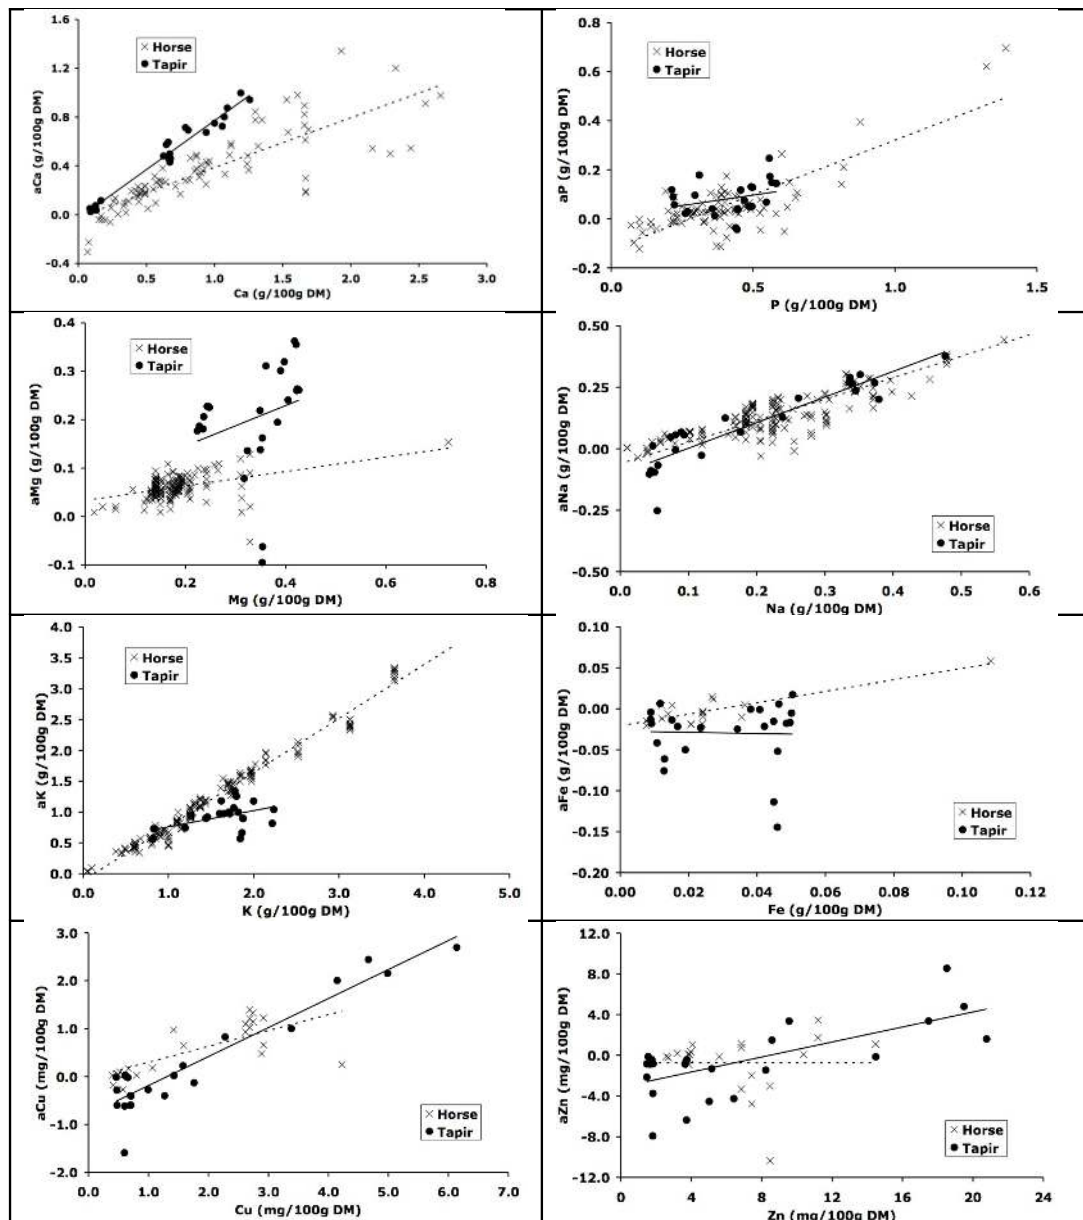 1.6
1.2
0.8
0.4
0.0
-0.4
aCa (g/100g DM)
Horse
Tapir
0.0 0.5 1.0 1.5 2.0 2.5 3.0
Ca (g/100g DM)
0.8
0.6
0.4
0.2
0.0
-0.2
aP (g/100g DM)
Horse
Tapir
0.0 0.5 1.0 1.5
P (g/100g DM)
0.4
0.3
0.2
0.1
0.0
-0.1
aMg (g/100g DM)
Horse
Tapir
0.0 0.2 0.4 0.6 0.8
Mg (g/100g DM)
0.50
0.25
0.00
-0.25
-0.50
aNa (g/100g DM)
Horse
Tapir
0.0 0.1 0.2 0.3 0.4 0.5 0.6
Na (g/100g DM)
4.0
3.5
3.0
2.5
2.0
1.5
1.0
0.5
0.0
aK (g/100g DM)
Horse
Tapir
0.0 1.0 2.0 3.0 4.0 5.0
K (g/100g DM)
0.10
0.05
0.00
-0.05
-0.10
-0.15
-0.20
aFe (g/100g DM)
Horse
Tapir
0.00 0.02 0.04 0.06 0.08 0.10 0.12
Fe (g/100g DM)
3.0
2.0
1.0
0.0
-1.0
-2.0
aCu (mg/100g DM)
Horse
Tapir
0.0 1.0 2.0 3.0 4.0 5.0 6.0 7.0
Cu (mg/100g DM)
12.0
8.0
4.0
0.0
-4.0
-8.0
-12.0
aZn (mg/100g DM)
Horse
Tapir
0 4 8 12 16 20 24
Zn (mg/100g DM)